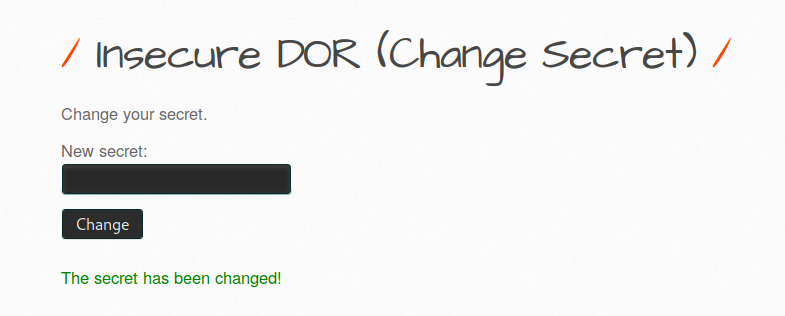 / Insecure DOR (Change Secret) /
Change your secret.
New secret:
Change
The secret has been changed!